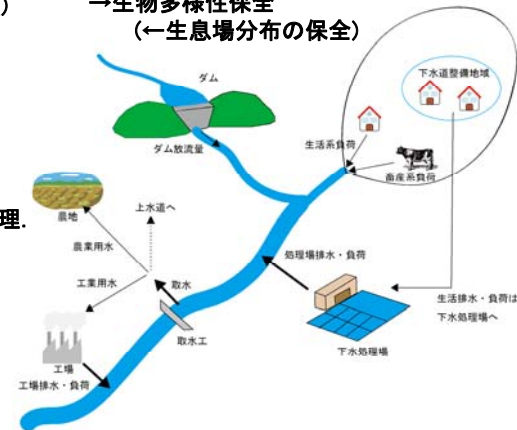 )
→生物多様性保全
(←生息場分布の保全)
ダム
下水道整備地域
ダム放流量
生活系負荷
畜産系負荷
農地
上水道へ
理.
農業用水
処理場排水・負荷
工業用水
取水
生活排水・負荷は
下水処理場へ
取水工
下水処理場
工場
工場排水・負荷